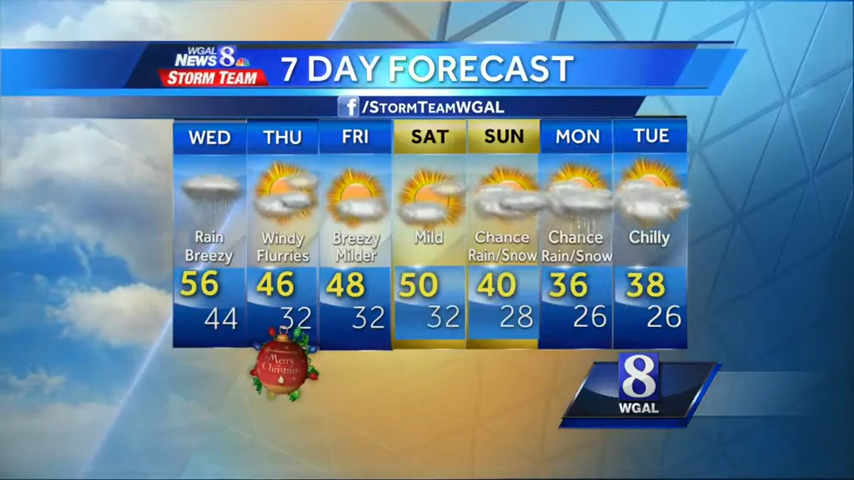 WGAL
NEWS 8
STORM TEAM
7 DAY FORECAST
f/STORMTEAMWGAL
WED THU FRI SAT SUN MON TUE
Rain Windy Breezy Mild Chance Chance Chilly
Breezy Flurries Milder Rain/Snow Rain/Snow
56 46 48 50 40 36 38
44 32 32 32 28 26 26
Merry
Christmas
8
WGAL